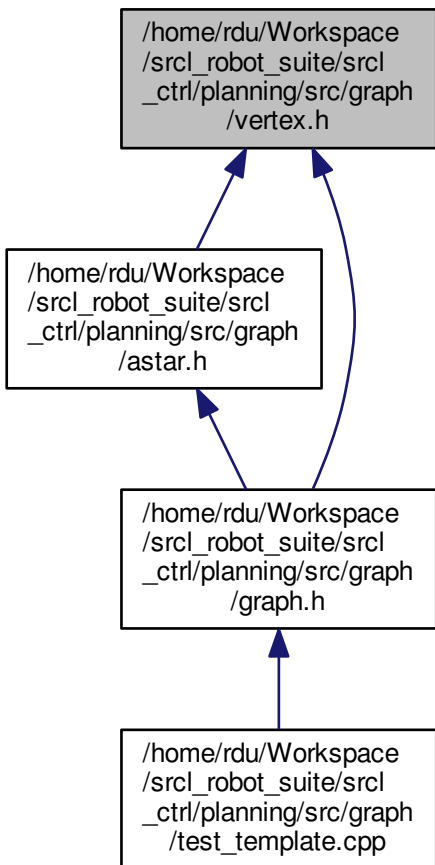 /home/rdu/Workspace
/srcl_robot_suite/srcl
_ctrl/planning/src/graph
/vertex.h
/home/rdu/Workspace
/srcl_robot_suite/srcl
_ctrl/planning/src/graph
/astar.h
/home/rdu/Workspace
/srcl_robot_suite/srcl
_ctrl/planning/src/graph
/graph.h
/home/rdu/Workspace
/srcl_robot_suite/srcl
_ctrl/planning/src/graph
/test_template.cpp